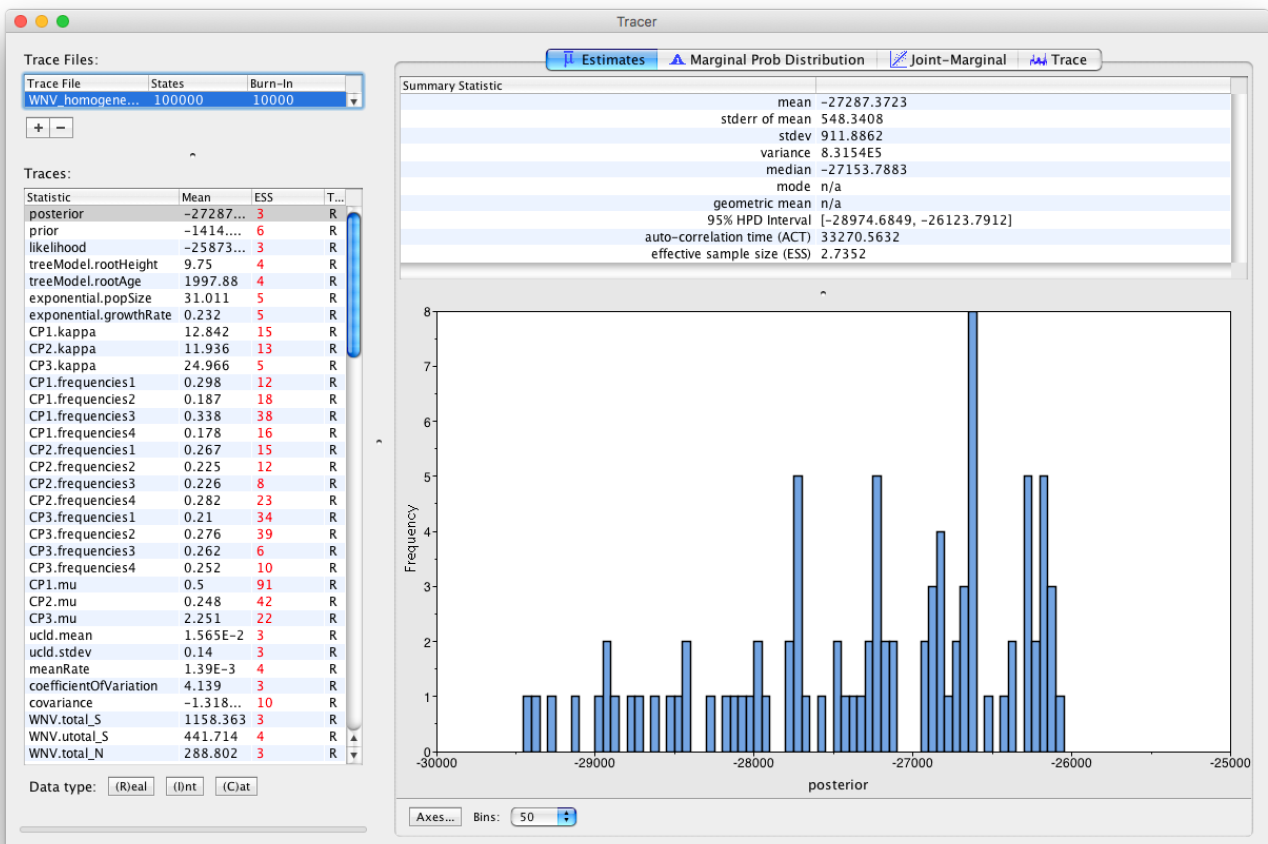 Tracer
Trace Files:
Trace File States Burn-In
WNV_homogene... 100000 10000
+ −
Traces:
Statistic Mean ESS T...
posterior -27287... 3 R
prior -1414.... 6 R
likelihood -25873... 3 R
treeModel.rootHeight 9.75 4 R
treeModel.rootAge 1997.88 4 R
exponential.popSize 31.011 5 R
exponential.growthRate 0.232 5 R
CP1.kappa 12.842 15 R
CP2.kappa 11.936 13 R
CP3.kappa 24.966 5 R
CP1.frequencies1 0.298 12 R
CP1.frequencies2 0.187 18 R
CP1.frequencies3 0.338 38 R
CP1.frequencies4 0.178 16 R
CP2.frequencies1 0.267 15 R
CP2.frequencies2 0.225 12 R
CP2.frequencies3 0.226 8 R
CP2.frequencies4 0.282 23 R
CP3.frequencies1 0.21 34 R
CP3.frequencies2 0.276 39 R
CP3.frequencies3 0.262 6 R
CP3.frequencies4 0.252 10 R
CP1.mu 0.5 91 R
CP2.mu 0.248 42 R
CP3.mu 2.251 22 R
ucld.mean 1.565E-2 3 R
ucld.stdev 0.14 3 R
meanRate 1.39E-3 4 R
coefficientOfVariation 4.139 3 R
covariance -1.318... 10 R
WNV.total_S 1158.363 3 R
WNV.utotal_S 441.714 4 R
WNV.total_N 288.802 3 R
Data type: (R)eal (I)nt (C)at
μ Estimates Marginal Prob Distribution Joint-Marginal Trace
Summary Statistic
mean -27287.3723
stderr of mean 548.3408
stdev 911.8862
variance 8.3154E5
median -27153.7883
mode n/a
geometric mean n/a
95% HPD Interval [-28974.6849, -26123.7912]
auto-correlation time (ACT) 33270.5632
effective sample size (ESS) 2.7352
8
7
6
5
4
3
2
1
0
Frequency
-30000 -29000 -28000 -27000 -26000 -25000
posterior
Axes... Bins: 50